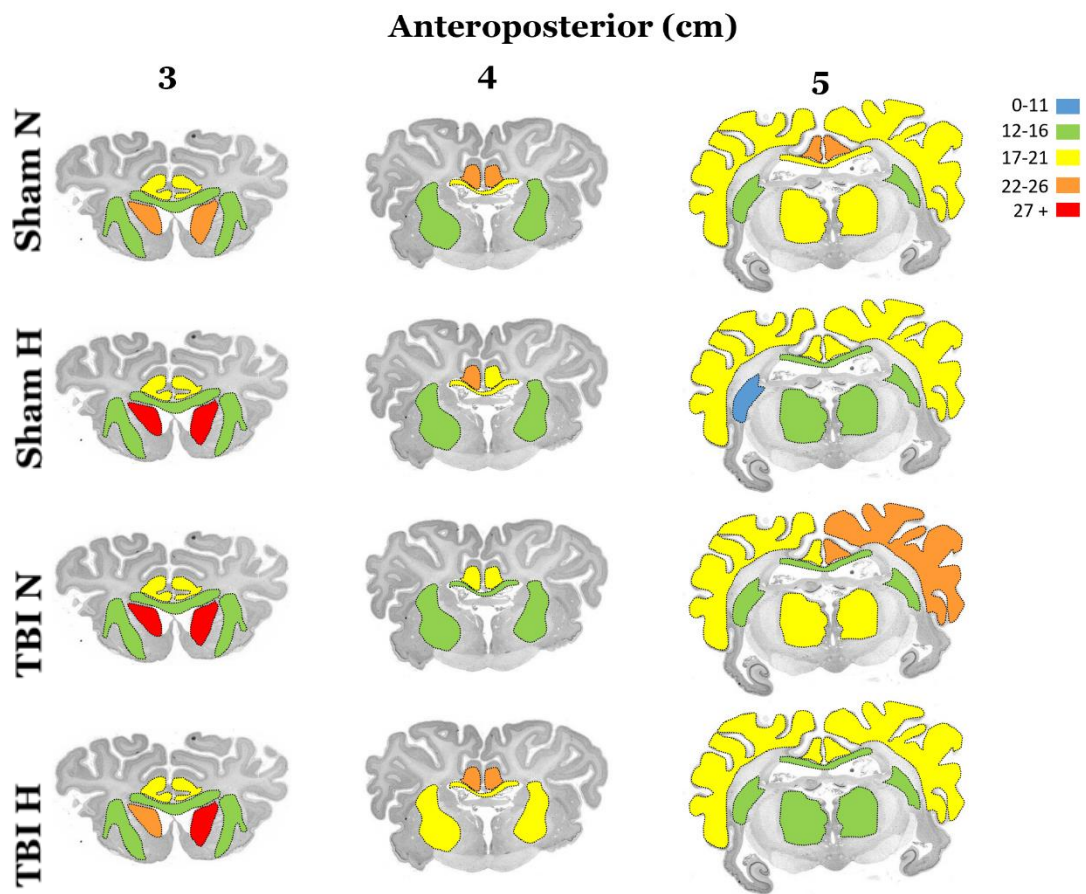 Anteroposterior (cm)
3 4 5
Sham N
Sham H
TBI N
TBI H
0-11
12-16
17-21
22-26
27 +